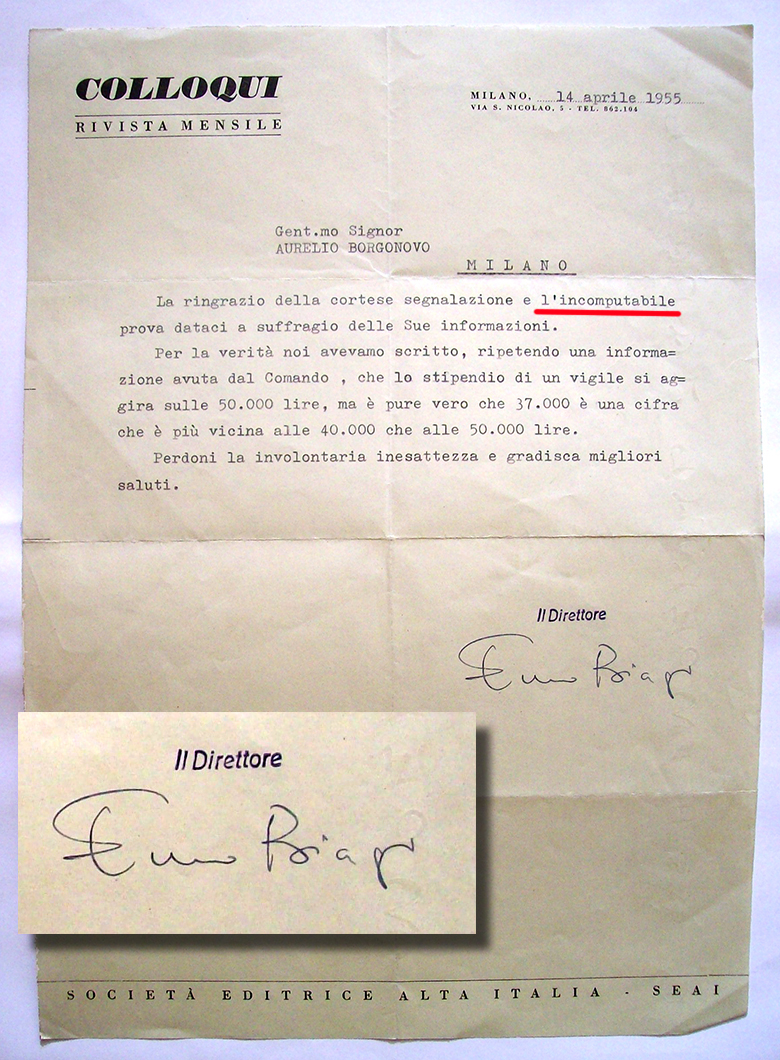 COLLOQUI
RIVISTA MENSILE
MILANO, 14 aprile 1955
VIA S. NICOLAO, 5 - TEL. 862.104
Gent.mo Signor
AURELIO BORGONOVO
MILANO
La ringrazio della cortese segnalazione e l'incomputabile
prova dataci a suffragio delle Sue informazioni.
Per la verità noi avevamo scritto, ripetendo una informa=
zione avuta dal Comando , che lo stipendio di un vigile si ag=
gira sulle 50.000 lire, ma è pure vero che 37.000 è una cifra
che è più vicina alle 40.000 che alle 50.000 lire.
Perdoni la involontaria inesattezza e gradisca migliori
saluti.
Il Direttore
Enzo Biagi
Il Direttore
Enzo Biagi
SOCIETÀ EDITRICE ALTA ITALIA - SEAI